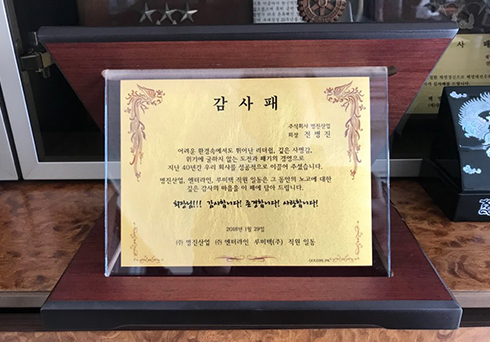 감 사 패
주식회사 명진산업
회장 전 병 진
어려운 환경속에서도 뛰어난 리더쉽, 깊은 사명감,
위기에 굴하지 않는 도전과 패기의 경영으로
지난 40년간 우리 회사를 성공적으로 이끌어 주셨습니다.
명진산업, 엣터라인, 루비텍 직원 일동은 그 동안의 노고에 대한
깊은 감사의 마음을 이 패에 담아 드립니다.
회장님!!! 감사합니다! 존경합니다! 사랑합니다!
2018년 1월 29일
(주) 명진산업 (주) 엣터라인 루비텍(주) 직원 일동